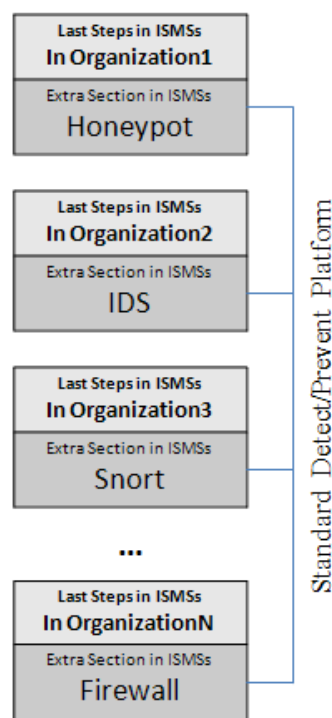 Last Steps in ISMSs
In Organization1
Extra Section in ISMSs
Honeypot
Last Steps in ISMSs
In Organization2
Extra Section in ISMSs
IDS
Last Steps in ISMSs
In Organization3
Extra Section in ISMSs
Snort
...
Last Steps in ISMSs
In OrganizationN
Extra Section in ISMSs
Firewall
Standard Detect/Prevent Platform